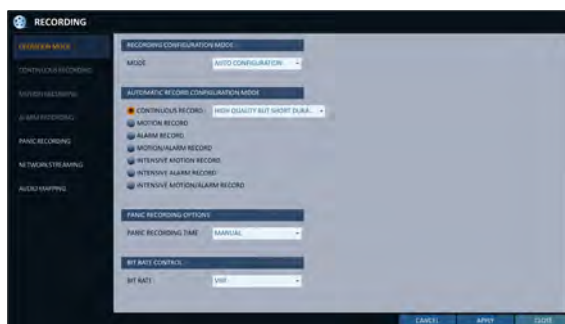 RECORDING
OPERATION MODE
CONTINUOUS RECORDING
MOTION RECORDING
ALARM RECORDING
PANIC RECORDING
NETWORK STREAMING
AUDIO MAPPING
RECORDING CONFIGURATION MODE
MODE AUTO CONFIGURATION
AUTOMATIC RECORD CONFIGURATION MODE
CONTINUOUS RECORD HIGH QUALITY BUT SHORT DURA..
MOTION RECORD
ALARM RECORD
MOTION/ALARM RECORD
INTENSIVE MOTION RECORD
INTENSIVE ALARM RECORD
INTENSIVE MOTION/ALARM RECORD
PANIC RECORDING OPTIONS
PANIC RECORDING TIME MANUAL
BIT RATE CONTROL
BIT RATE VBR
CANCEL APPLY CLOSE